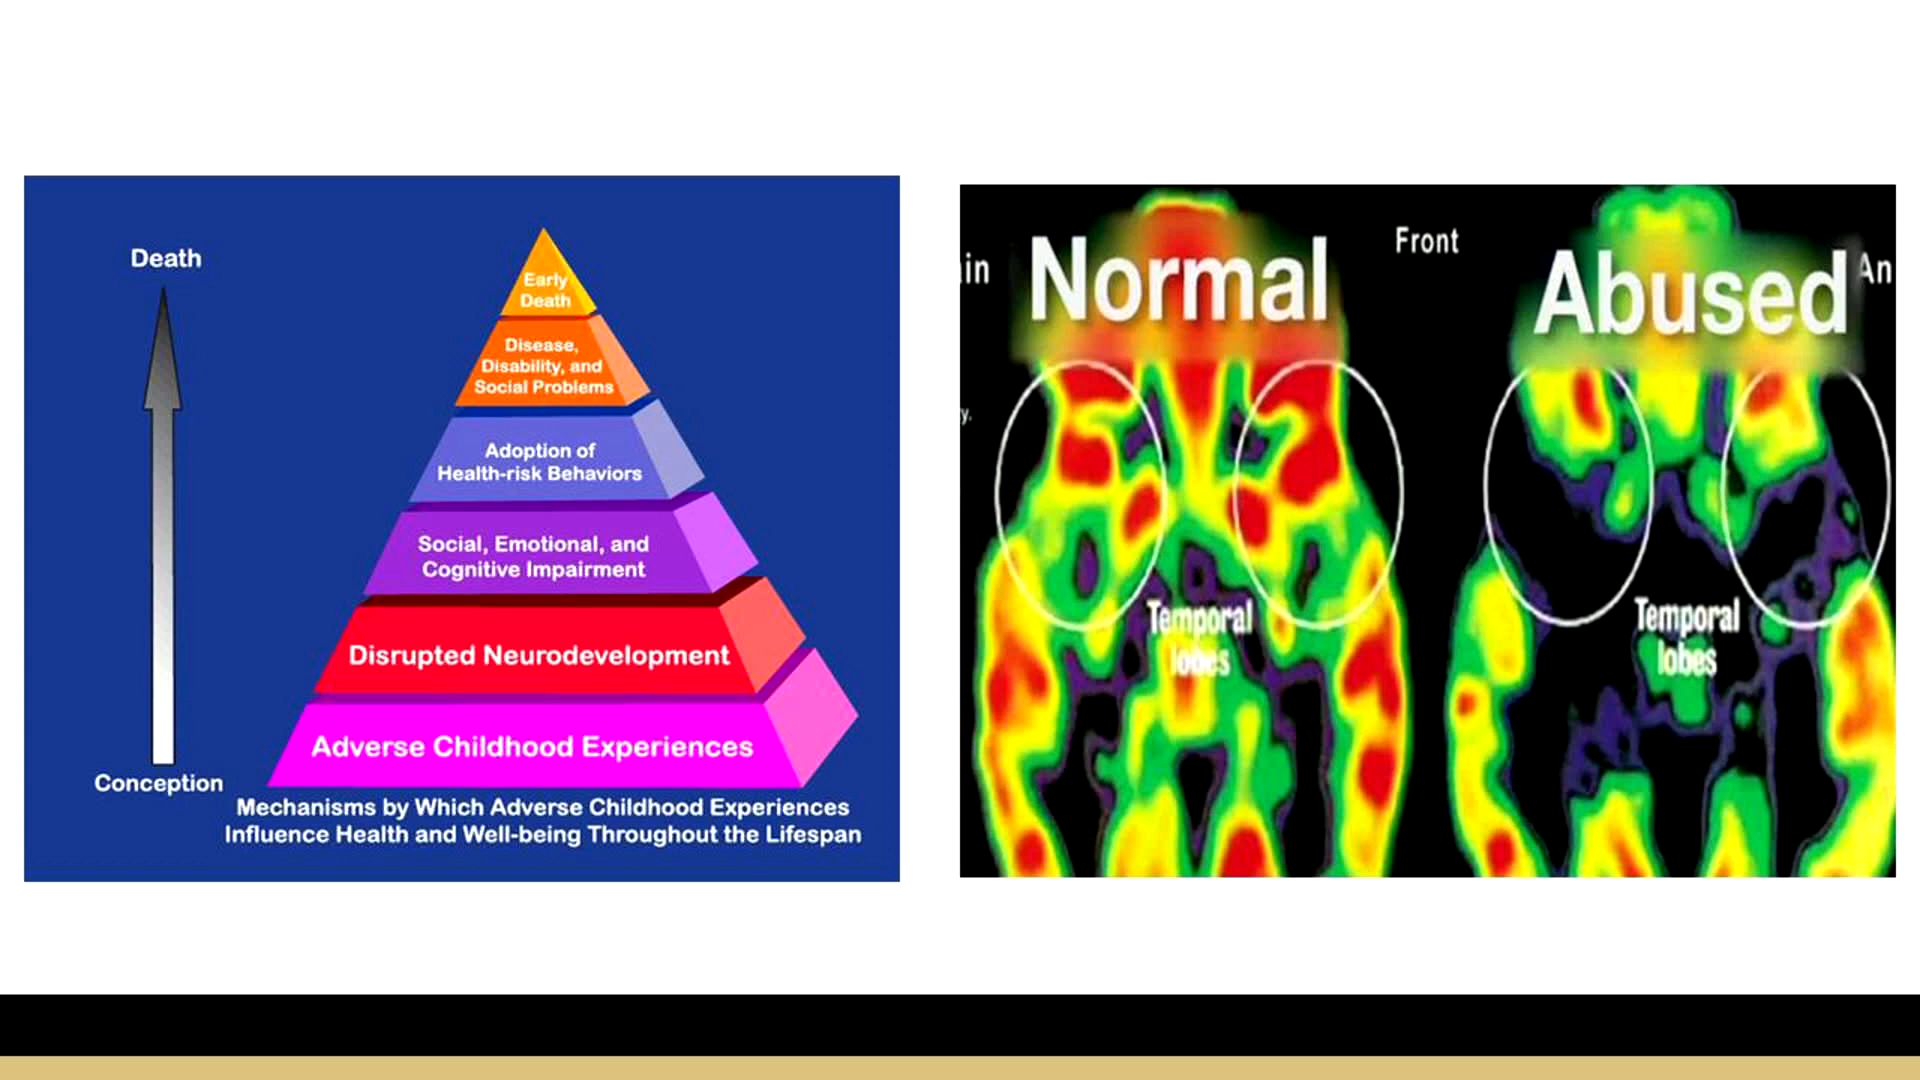 Death
Early
Death
Disease,
Disability, and
Social Problems
Adoption of
Health-risk Behaviors
Social, Emotional, and
Cognitive Impairment
Disrupted Neurodevelopment
Adverse Childhood Experiences
Conception
Mechanisms by Which Adverse Childhood Experiences
Influence Health and Well-being Throughout the Lifespan
in
Normal
Front
Abused
An
y.
Temporal
lobes
Temporal
lobes